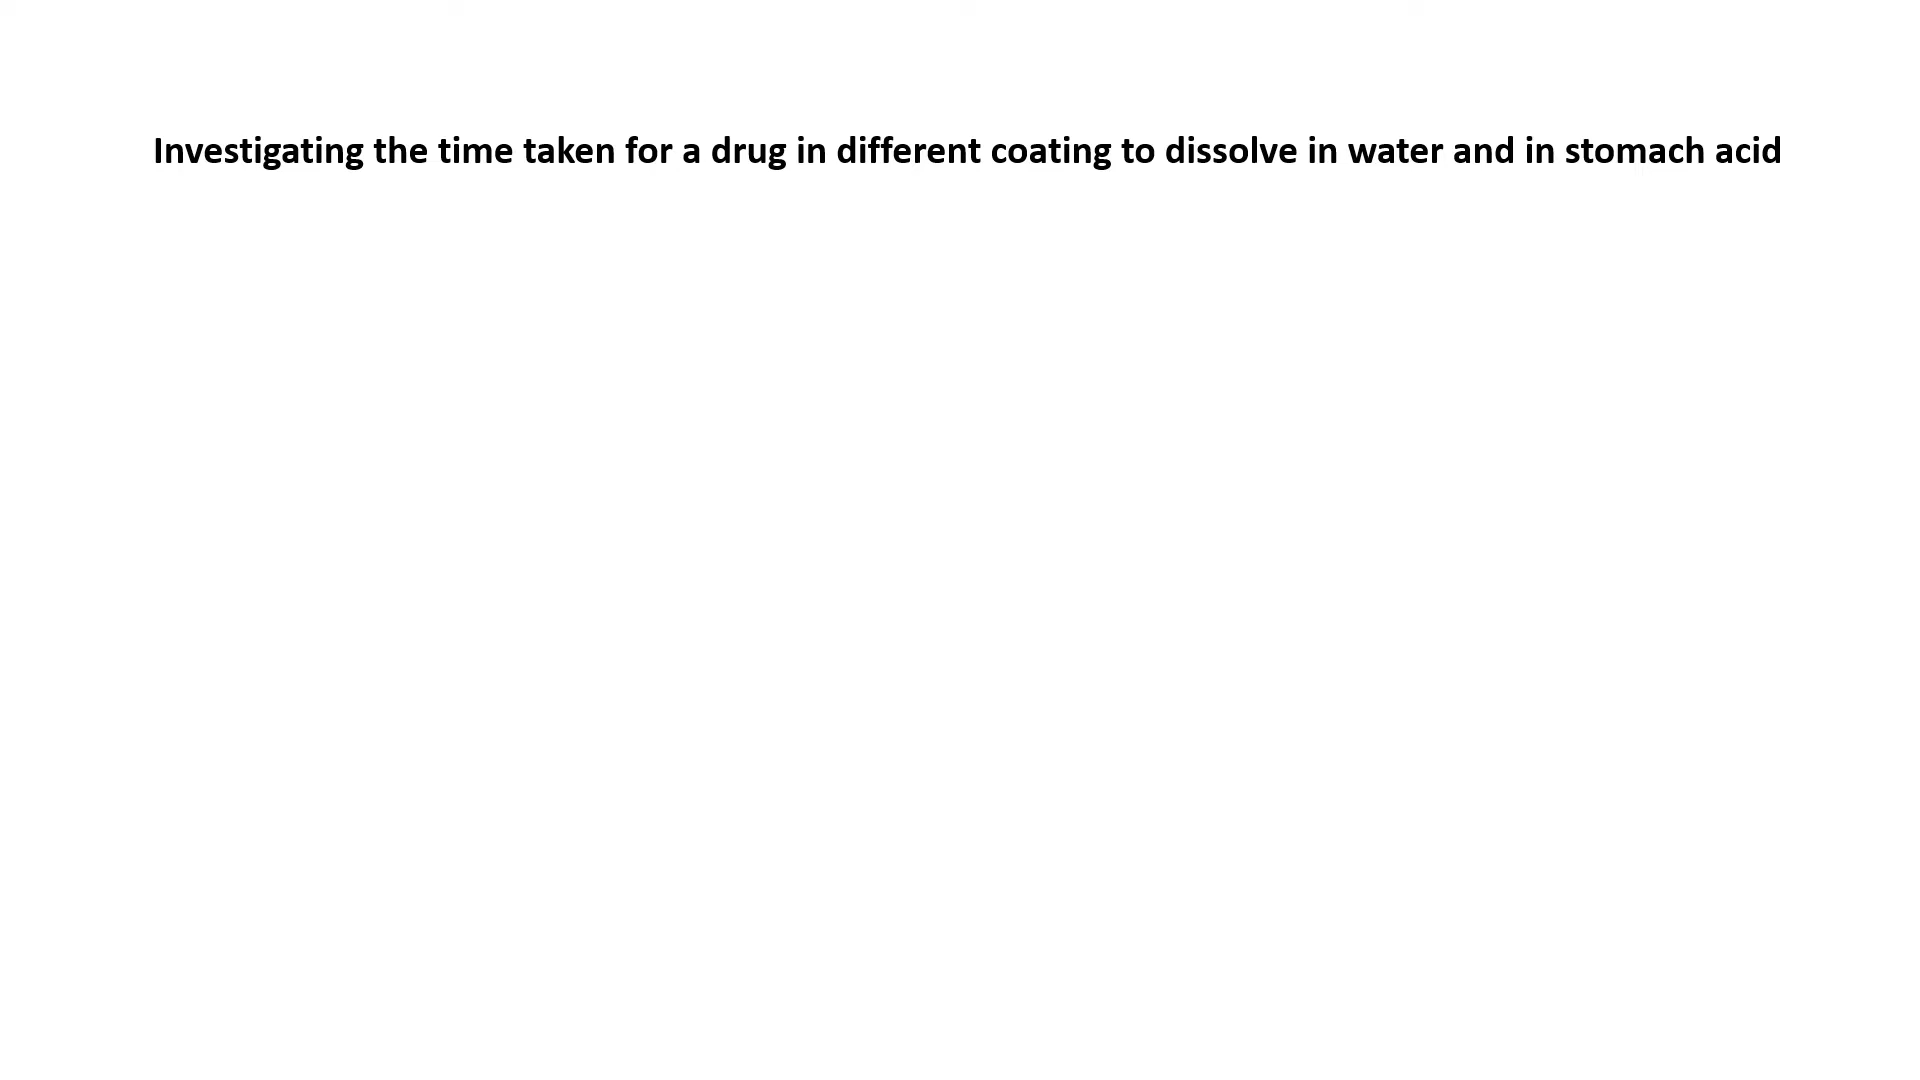 Investigating the time taken for a drug in different coating to dissolve in water and in stomach acid